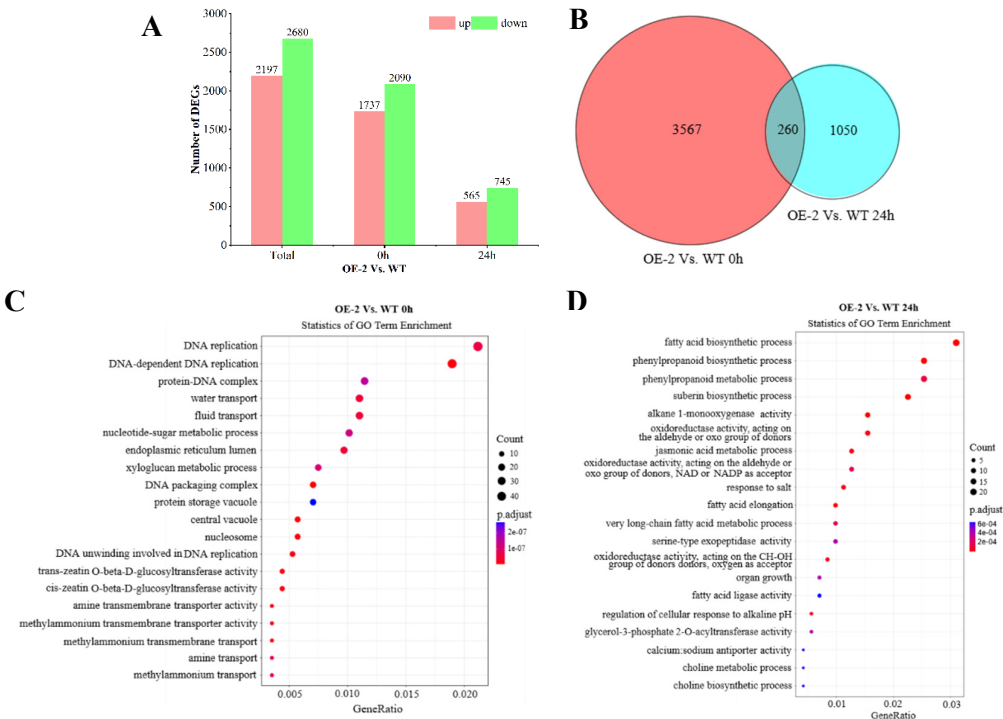 A
up
down
3000
2500
2000
1500
1000
500
0
Number of DEGs
2197
2680
1737
2090
565
745
Total
0h
24h
OE-2 Vs. WT
B
3567
260
1050
OE-2 Vs. WT 24h
OE-2 Vs. WT 0h
C
OE-2 Vs. WT 0h
Statistics of GO Term Enrichment
DNA replication
DNA-dependent DNA replication
protein-DNA complex
water transport
fluid transport
nucleotide-sugar metabolic process
endoplasmic reticulum lumen
xyloglucan metabolic process
DNA packaging complex
protein storage vacuole
central vacuole
nucleosome
DNA unwinding involved in DNA replication
trans-zeatin O-beta-D-glucosyltransferase activity
cis-zeatin O-beta-D-glucosyltransferase activity
amine transmembrane transporter activity
methylammonium transmembrane transporter activity
methylammonium transmembrane transport
amine transport
methylammonium transport
0.005
0.010
0.015
0.020
GeneRatio
Count
10
20
30
40
p.adjust
2e-07
1e-07
D
OE-2 Vs. WT 24h
Statistics of GO Term Enrichment
fatty acid biosynthetic process
phenylpropanoid biosynthetic process
phenylpropanoid metabolic process
suberin biosynthetic process
alkane 1-monooxygenase activity
oxidoreductase activity, acting on
the aldehyde or oxo group of donors
jasmonic acid metabolic process
oxidoreductase activity, acting on the aldehyde or
oxo group of donors, NAD or NADP as acceptor
response to salt
fatty acid elongation
very long-chain fatty acid metabolic process
serine-type exopeptidase activity
oxidoreductase activity, acting on the CH-OH
group of donors donors, oxygen as acceptor
organ growth
fatty acid ligase activity
regulation of cellular response to alkaline pH
glycerol-3-phosphate 2-O-acyltransferase activity
calcium:sodium antiporter activity
choline metabolic process
choline biosynthetic process
0.01
0.02
0.03
GeneRatio
Count
5
10
15
20
p.adjust
6e-04
4e-04
2e-04